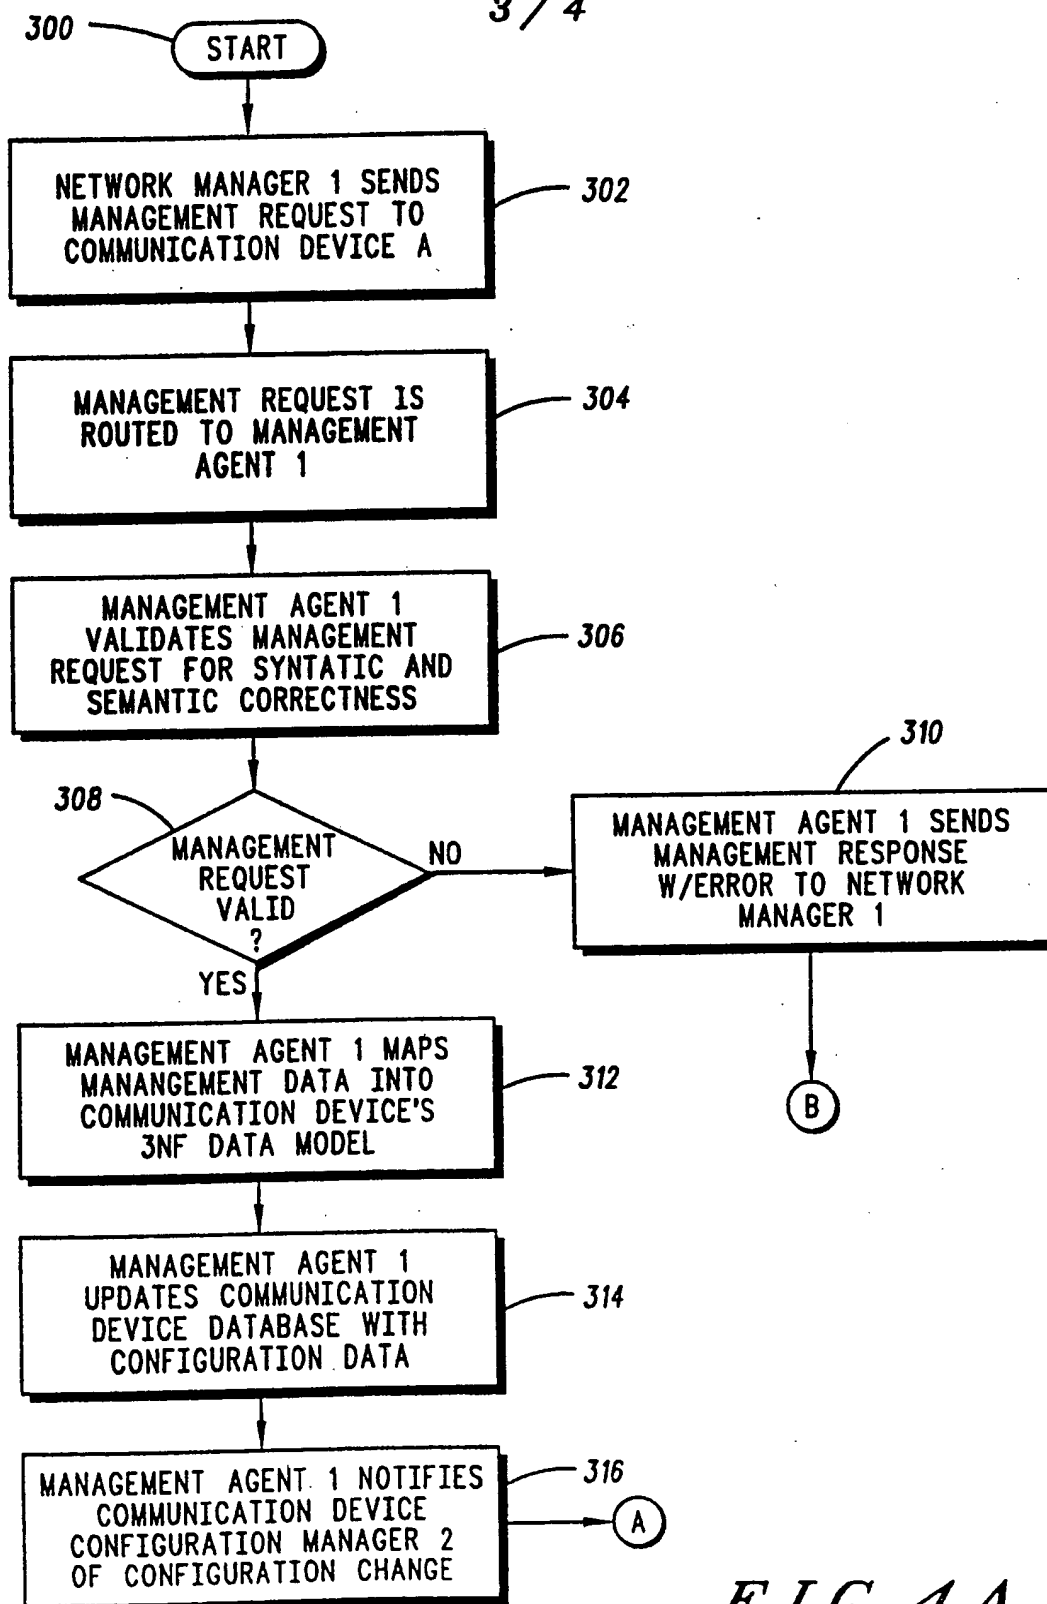 3/4
300
START
NETWORK MANAGER 1 SENDS
MANAGEMENT REQUEST TO
COMMUNICATION DEVICE A
302
MANAGEMENT REQUEST IS
ROUTED TO MANAGEMENT
AGENT 1
304
MANAGEMENT AGENT 1
VALIDATES MANAGEMENT
REQUEST FOR SYNTATIC AND
SEMANTIC CORRECTNESS
306
308
MANAGEMENT
REQUEST
VALID
?
NO
YES
310
MANAGEMENT AGENT 1 SENDS
MANAGEMENT RESPONSE
W/ERROR TO NETWORK
MANAGER 1
B
MANAGEMENT AGENT 1 MAPS
MANANGEMENT DATA INTO
COMMUNICATION DEVICE'S
3NF DATA MODEL
312
MANAGEMENT AGENT 1
UPDATES COMMUNICATION
DEVICE DATABASE WITH
CONFIGURATION DATA
314
MANAGEMENT AGENT 1 NOTIFIES
COMMUNICATION DEVICE
CONFIGURATION MANAGER 2
OF CONFIGURATION CHANGE
316
A
FIG. 4A